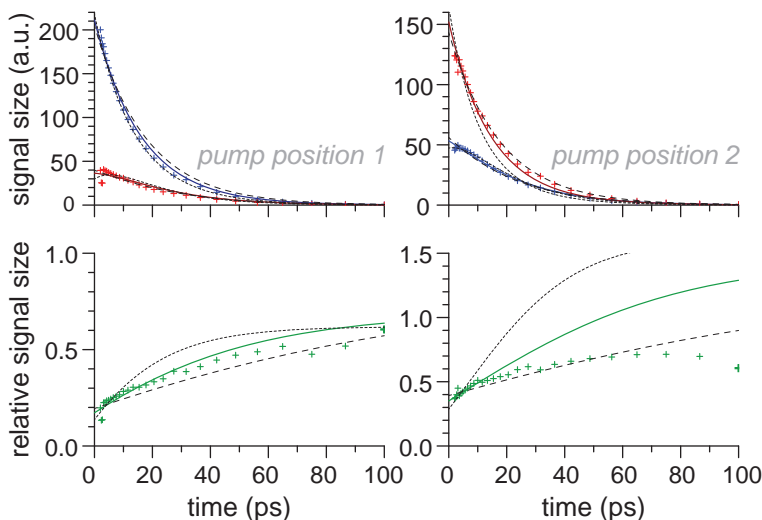 signal size (a.u.)
200
150
100
50
0
pump position 1
150
100
50
0
pump position 2
relative signal size
1.0
0.5
0.0
0 20 40 60 80 100
time (ps)
1.5
1.0
0.5
0.0
0 20 40 60 80 100
time (ps)